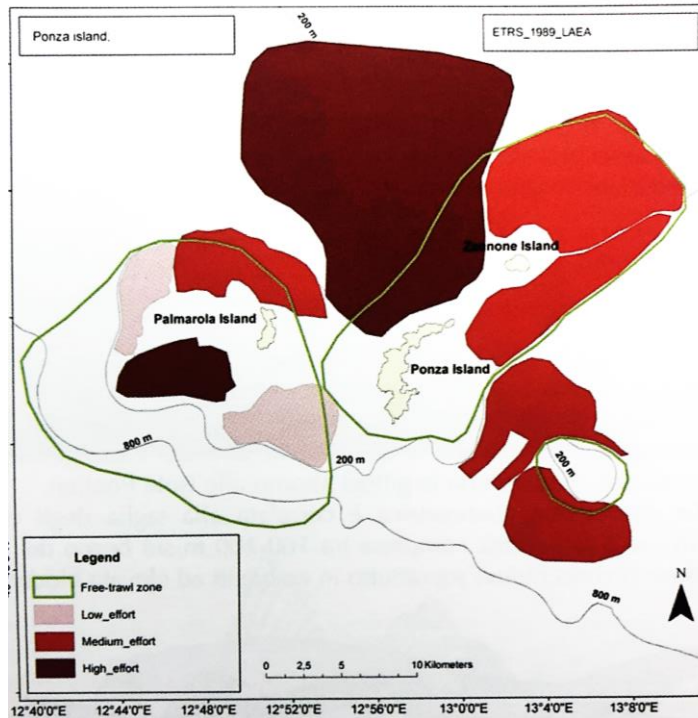 Ponza island.
200 m
ETRS_1989_LAEA
Zannone Island
Palmarola Island
Ponza Island
800 m
200 m
200 m
800 m
N
Legend
Free-trawl zone
Low_effort
Medium_effort
High_effort
0 2,5 5 10 Kilometers
12°40'0"E 12°44'0"E 12°48'0"E 12°52'0"E 12°56'0"E 13°0'0"E 13°4'40"E 13°8'0"E